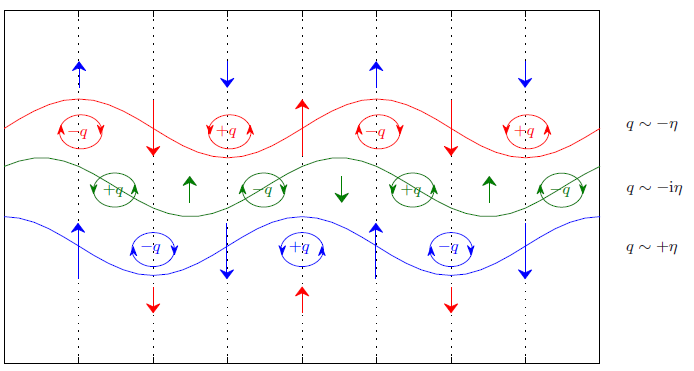 −q +q −q +q
q ∼ −η
+q −q +q −q
q ∼ −iη
−q +q −q
q ∼ +η